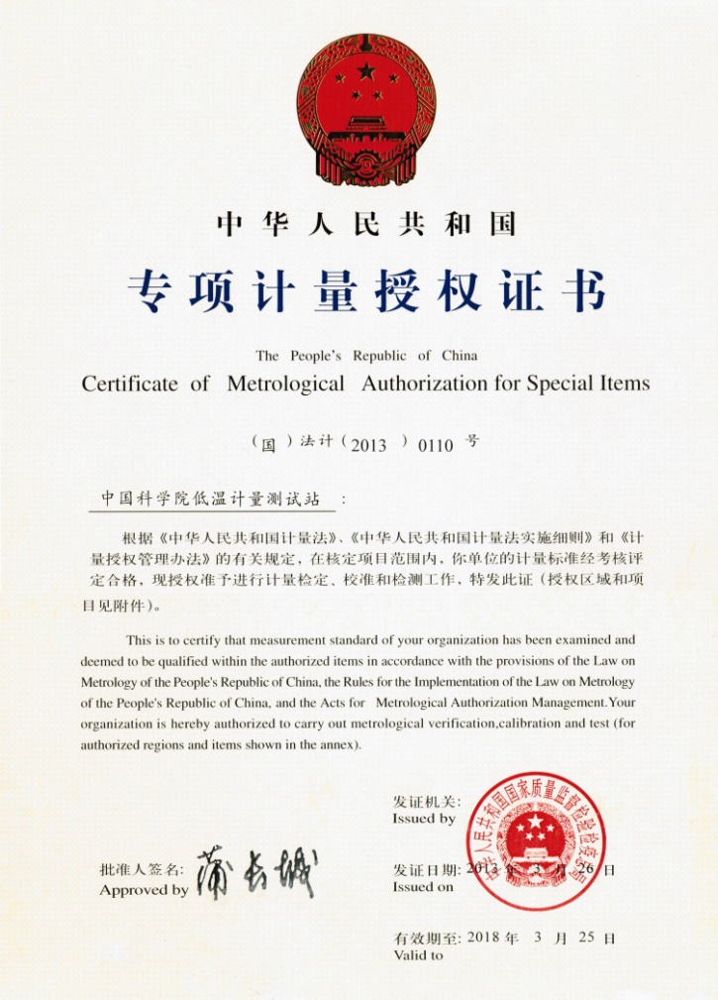 中华人民共和国
专项计量授权证书
The People's Republic of China
Certificate of Metrological Authorization for Special Items
（国）法计（2013）0110 号
中国科学院低温计量测试站：
根据《中华人民共和国计量法》、《中华人民共和国计量法实施细则》和《计
量授权管理办法》的有关规定，在核定项目范围内，你单位的计量标准经考核评
定合格，现授权准予进行计量检定、校准和检测工作，特发此证（授权区域和项
目见附件）。
This is to certify that measurement standard of your organization has been examined and
deemed to be qualified within the authorized items in accordance with the provisions of the Law on
Metrology of the People's Republic of China, the Rules for the Implementation of the Law on Metrology
of the People's Republic of China, and the Acts for Metrological Authorization Management.Your
organization is hereby authorized to carry out metrological verification,calibration and test (for
authorized regions and items shown in the annex).
发证机关:
Issued by
中华人民共和国国家质量监督检验检疫总局
批准人签名:
Approved by 蒲长城
发证日期: 2013 年 3 月 26 日
Issued on
有效期至: 2018 年 3 月 25 日
Valid to